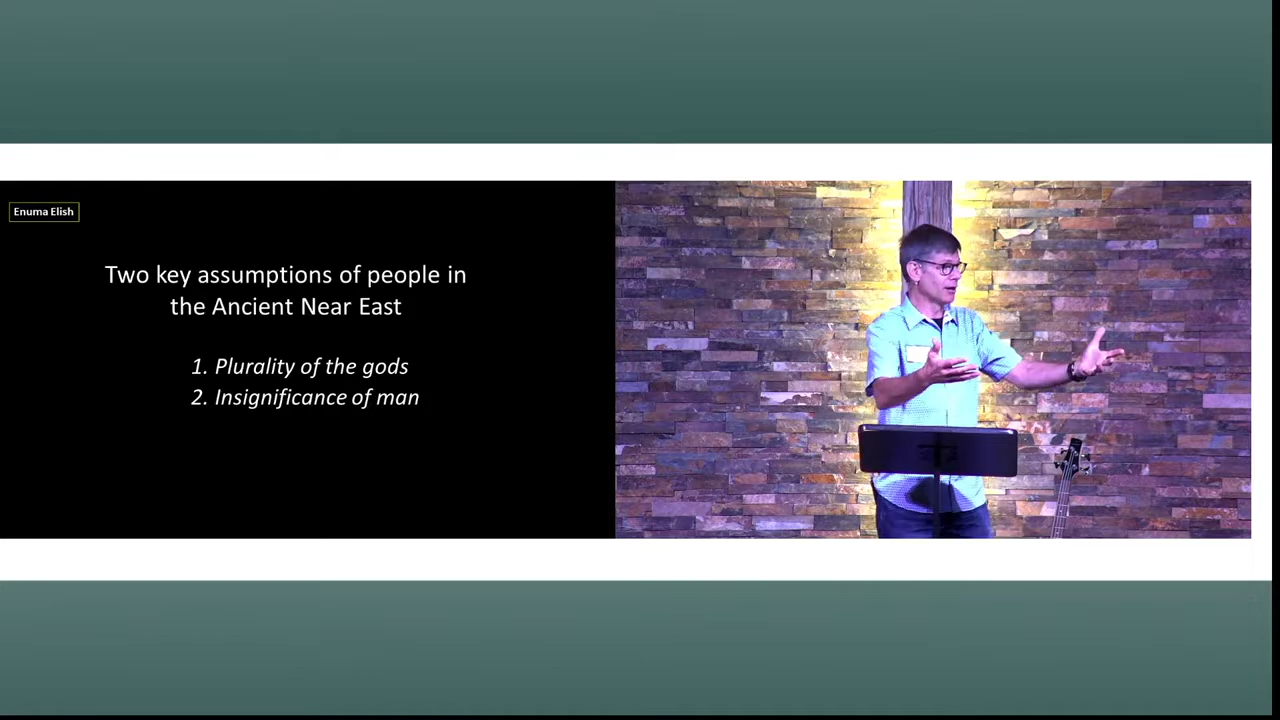 Enuma Elish
Two key assumptions of people in
the Ancient Near East
1. Plurality of the gods
2. Insignificance of man